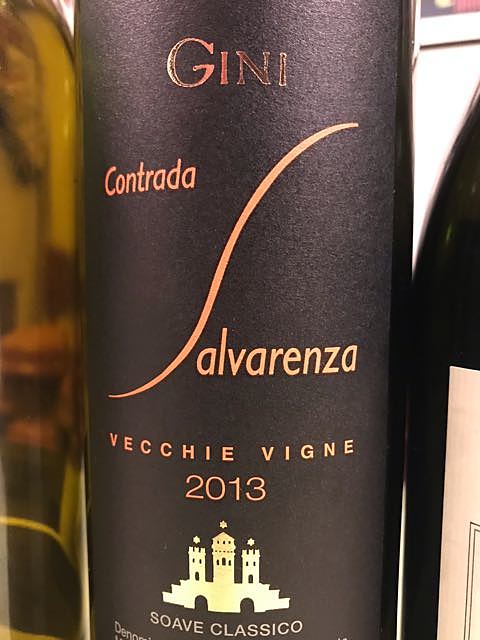 GINI
Contrada
Salvarenza
VECCHIE VIGNE
2013
SOAVE CLASSICO